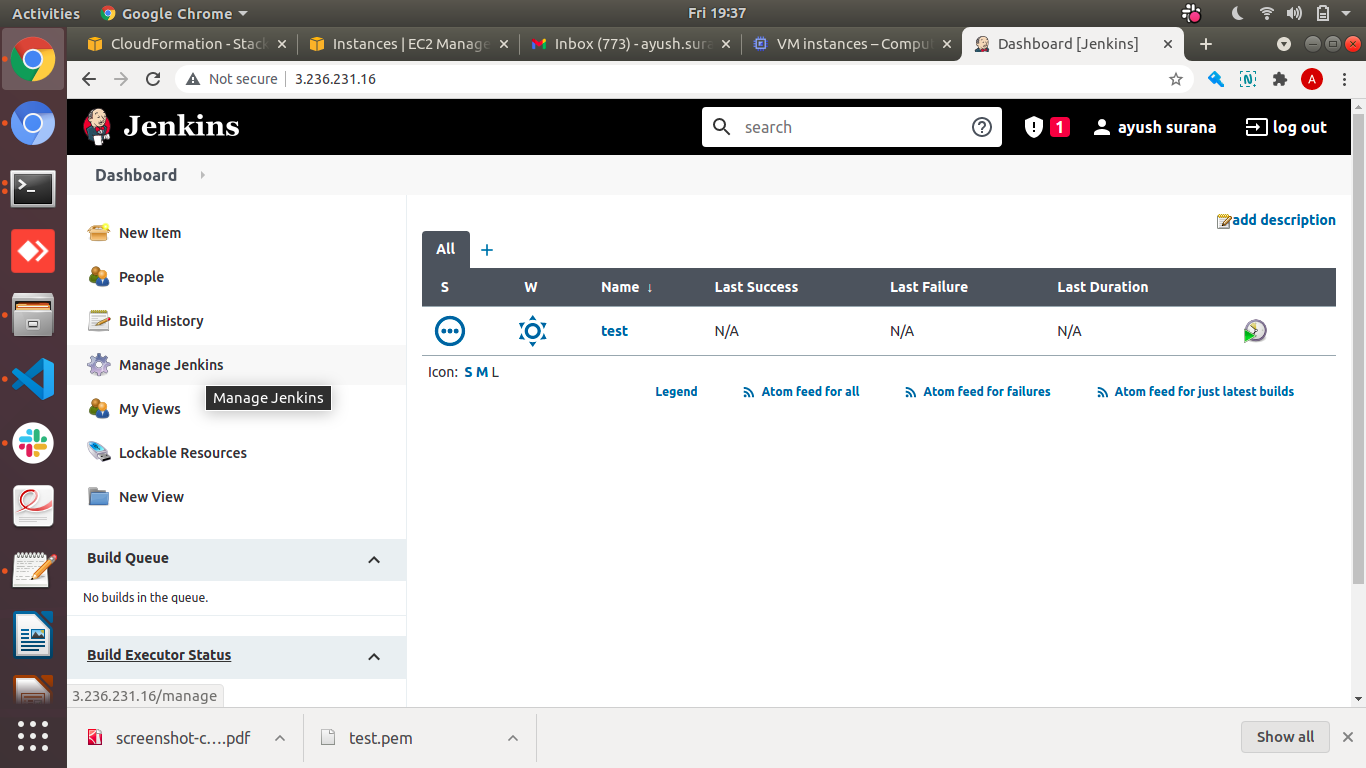 Activities Google Chrome Fri 19:37
CloudFormation - Stack Instances | EC2 Manage Inbox (773) - ayush.sura VM instances – Comput Dashboard [Jenkins]
Not secure 3.236.231.16 A
Jenkins search 1 ayush surana log out
Dashboard
add description
New Item
People
Build History
Manage Jenkins
Manage Jenkins
My Views
Lockable Resources
New View
All +
S W Name ↓ Last Success Last Failure Last Duration
test N/A N/A N/A
Icon: S M L
Legend Atom feed for all Atom feed for failures Atom feed for just latest builds
Build Queue
No builds in the queue.
Build Executor Status
3.236.231.16/manage
screenshot-c....pdf test.pem Show all